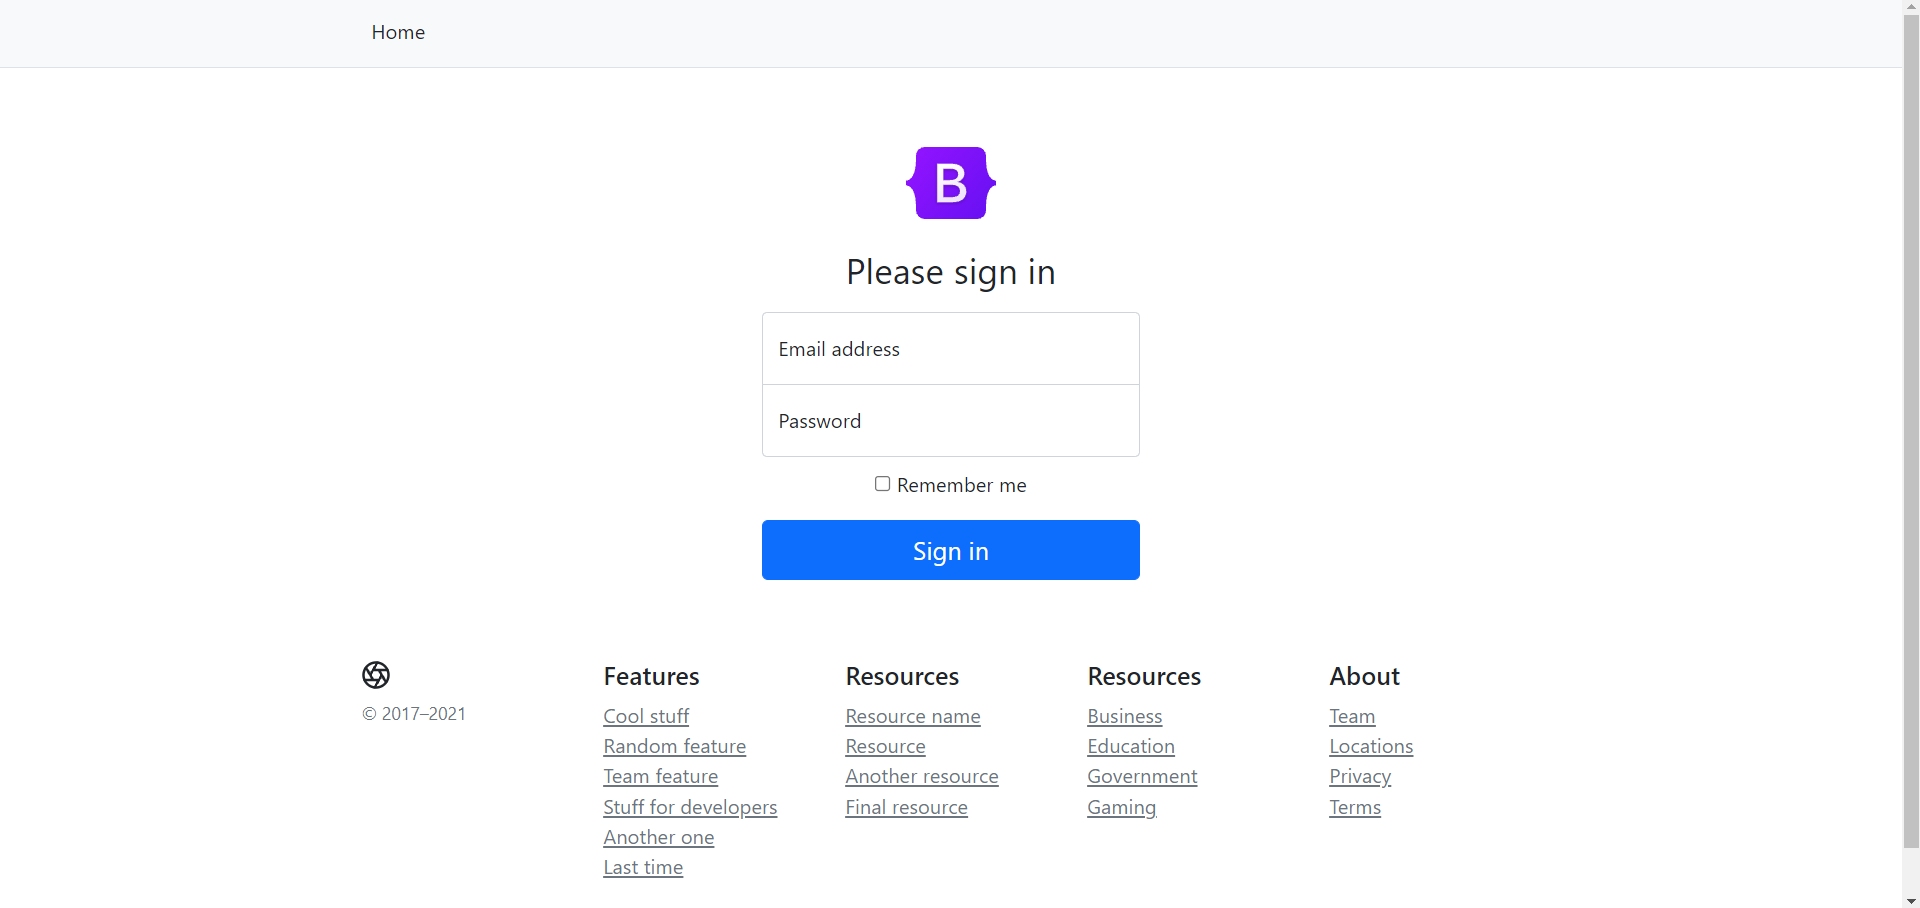 Home
B
Please sign in
Email address
Password
Remember me
Sign in
© 2017–2021
Features
Cool stuff
Random feature
Team feature
Stuff for developers
Another one
Last time
Resources
Resource name
Resource
Another resource
Final resource
Resources
Business
Education
Government
Gaming
About
Team
Locations
Privacy
Terms